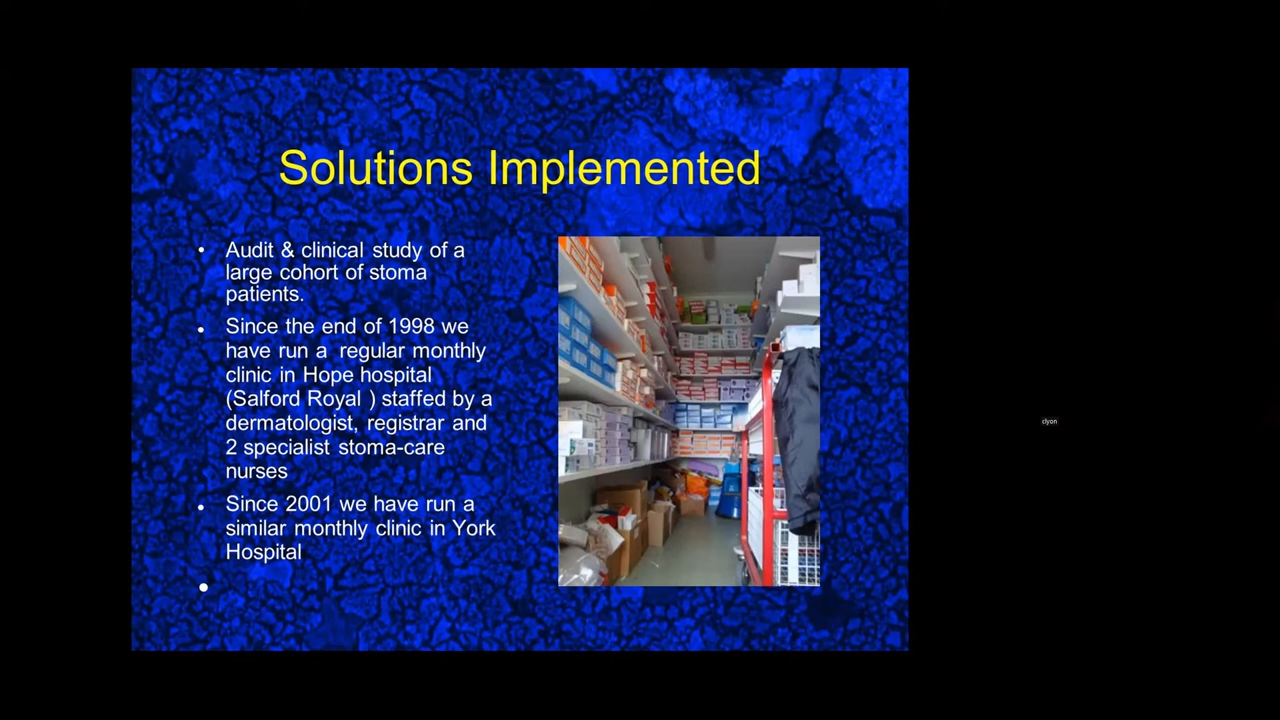 Solutions Implemented
• Audit & clinical study of a
large cohort of stoma
patients.
• Since the end of 1998 we
have run a regular monthly
clinic in Hope hospital
(Salford Royal ) staffed by a
dermatologist, registrar and
2 specialist stoma-care
nurses
• Since 2001 we have run a
similar monthly clinic in York
Hospital
•
clyon